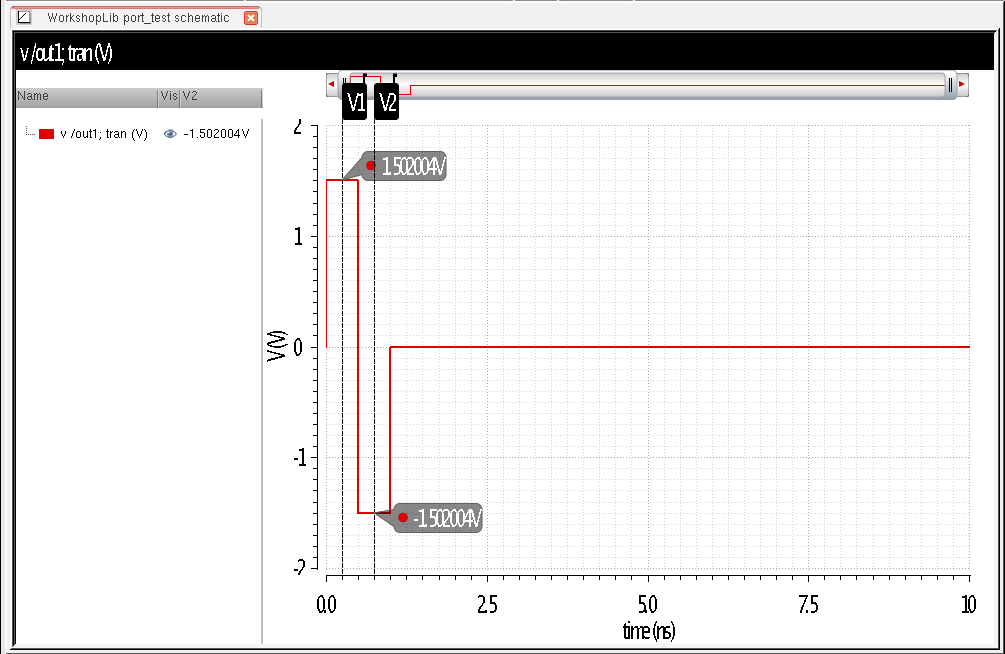 WorkshopLib port_test schematic
v /out1; tran (V)
Name Vis V2
v /out1; tran (V) -1.502004V
V1 V2
1.502004V
-1.502004V
2
1
0
-1
-2
V (V)
0.0 2.5 5.0 7.5 10
time (ns)